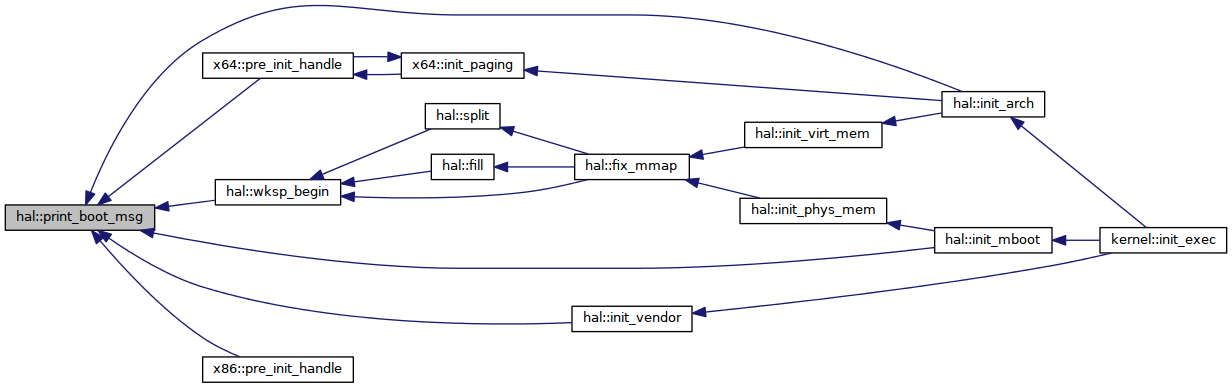 x64::pre_init_handle
x64::init_paging
hal::init_arch
hal::split
hal::init_virt_mem
hal::fill
hal::fix_mmap
hal::wksp_begin
hal::init_phys_mem
hal::print_boot_msg
hal::init_mboot
kernel::init_exec
hal::init_vendor
x86::pre_init_handle